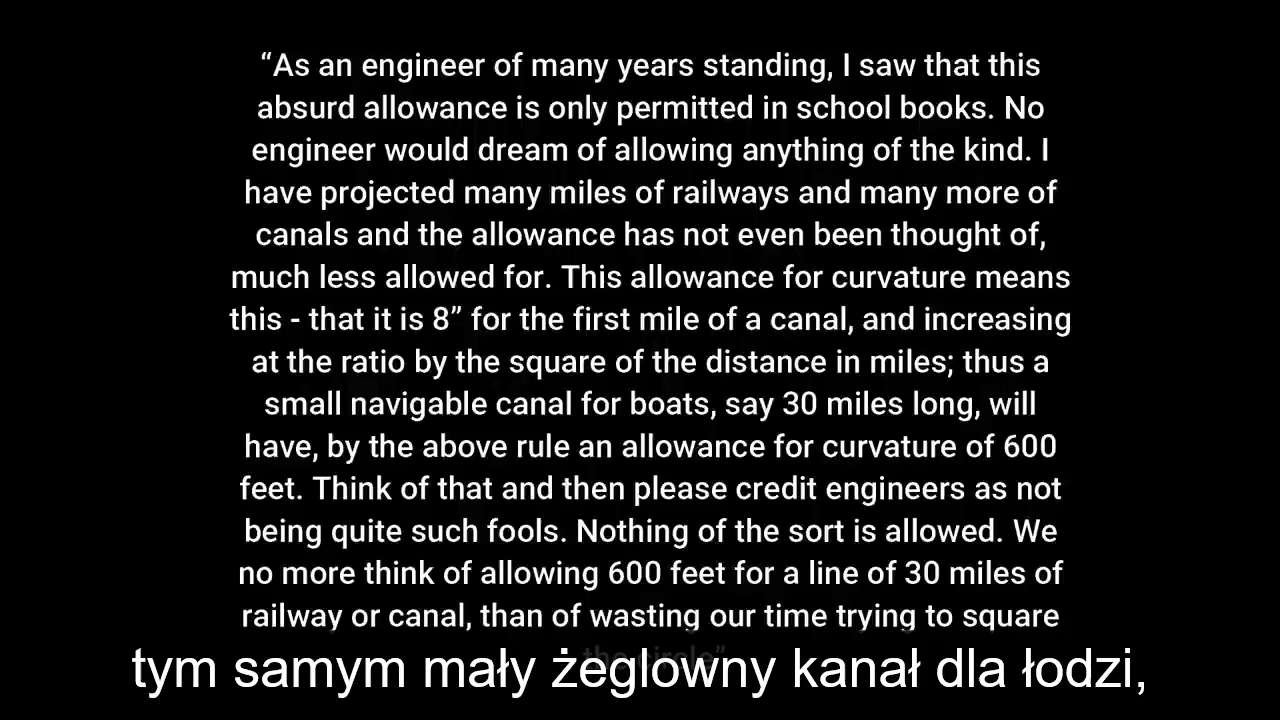 “As an engineer of many years standing, I saw that this
absurd allowance is only permitted in school books. No
engineer would dream of allowing anything of the kind. I
have projected many miles of railways and many more of
canals and the allowance has not even been thought of,
much less allowed for. This allowance for curvature means
this - that it is 8” for the first mile of a canal, and increasing
at the ratio by the square of the distance in miles; thus a
small navigable canal for boats, say 30 miles long, will
have, by the above rule an allowance for curvature of 600
feet. Think of that and then please credit engineers as not
being quite such fools. Nothing of the sort is allowed. We
no more think of allowing 600 feet for a line of 30 miles of
railway or canal, than of wasting our time trying to square
the circle”
tym samym mały żeglowny kanał dla łodzi,